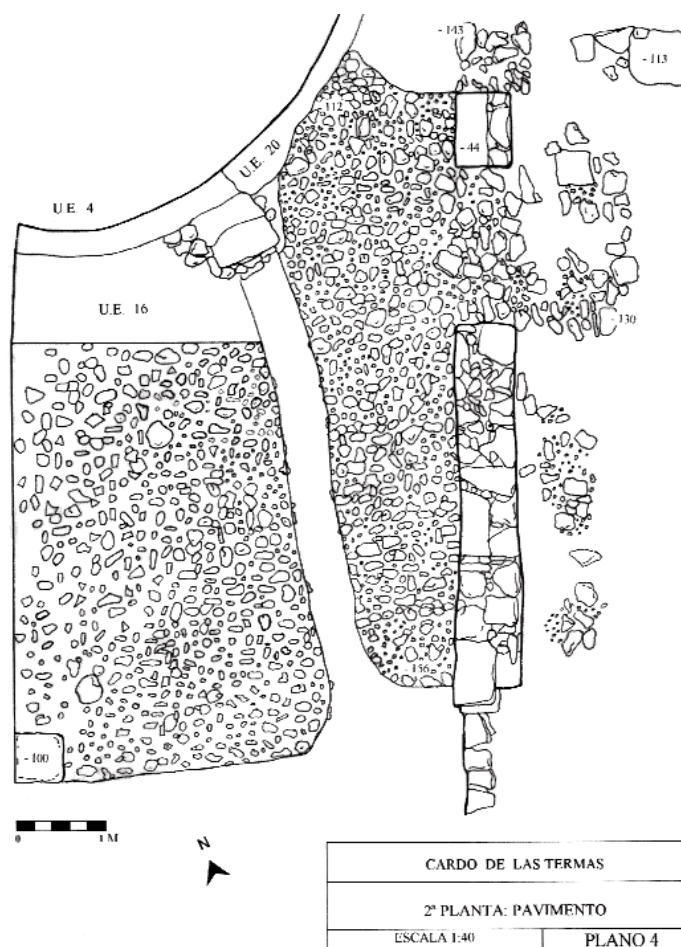 - 143
- 113
- 112
- 44
U.E. 20
U.E. 4
U.E. 16
- 130
- 156
- 100
0 1 M
N
CARDO DE LAS TERMAS
2ª PLANTA: PAVIMENTO
ESCALA 1:40 PLANO 4